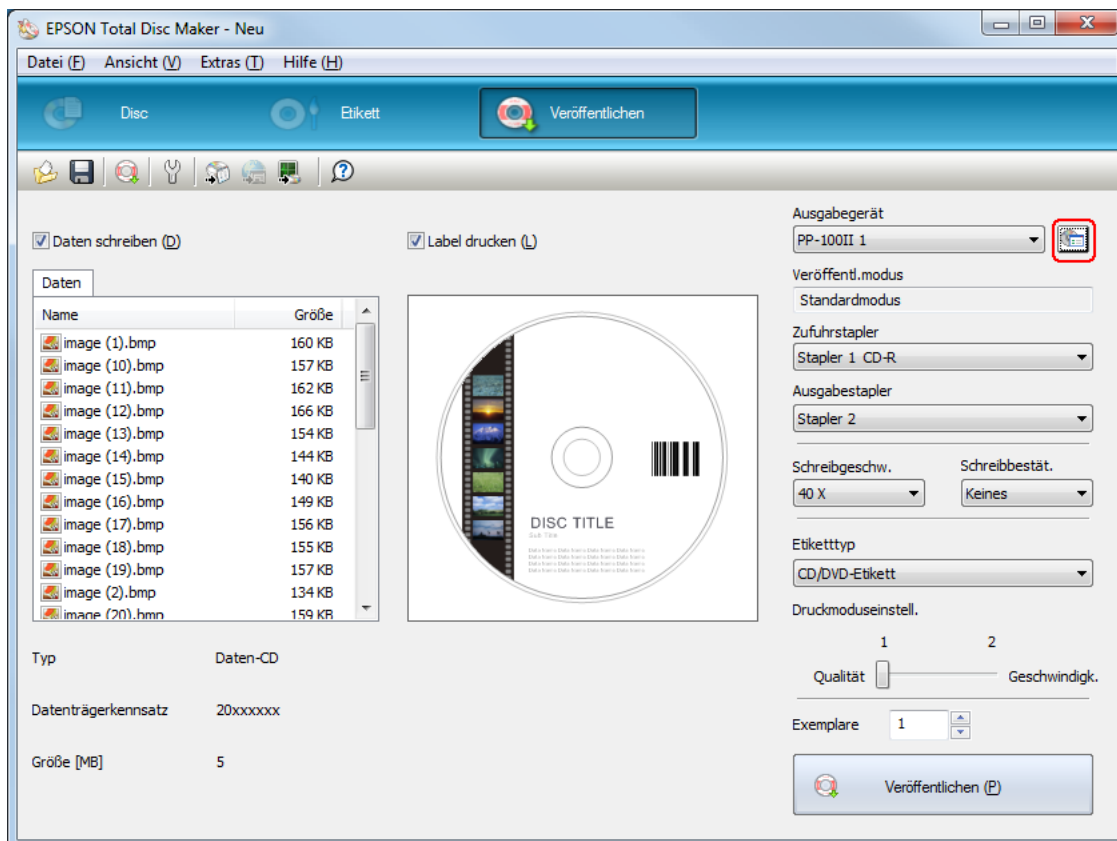 EPSON Total Disc Maker - Neu
Datei (F) Ansicht (V) Extras (T) Hilfe (H)
Disc Etikett Veröffentlichen
Daten schreiben (D)
Daten
Name Größe
image (1).bmp 160 KB
image (10).bmp 157 KB
image (11).bmp 162 KB
image (12).bmp 166 KB
image (13).bmp 154 KB
image (14).bmp 144 KB
image (15).bmp 140 KB
image (16).bmp 149 KB
image (17).bmp 156 KB
image (18).bmp 155 KB
image (19).bmp 157 KB
image (2).bmp 134 KB
image (20).bmp 159 KB
Typ Daten-CD
Datenträgerkennsatz 20xxxxxx
Größe [MB] 5
Label drucken (L)
DISC TITLE
Sub Title
Ausgabegerät
PP-100II 1
Veröffentl.modus
Standardmodus
Zufuhrstapler
Stapler 1 CD-R
Ausgabestapler
Stapler 2
Schreibgeschw. Schreibbestät.
40 X Keines
Etiketttyp
CD/DVD-Etikett
Druckmoduseinstell.
1 2
Qualität Geschwindigk.
Exemplare 1
Veröffentlichen (P)